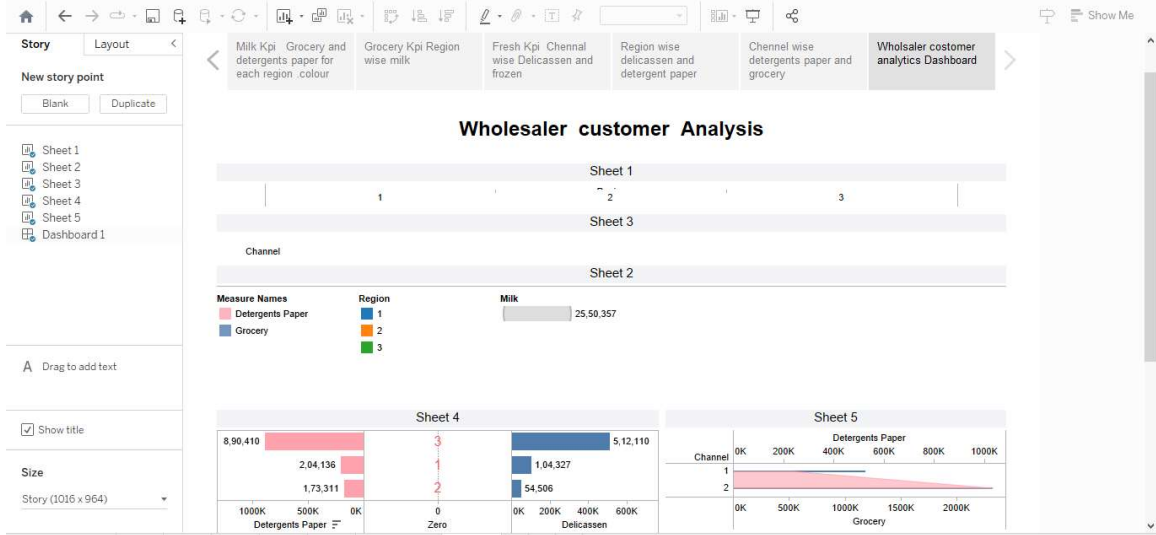 Show Me
Story Layout
New story point
Blank Duplicate
Sheet 1
Sheet 2
Sheet 3
Sheet 4
Sheet 5
Dashboard 1
A Drag to add text
Show title
Size
Story (1016 x 964)
Milk Kpi Grocery and
detergents paper for
each region .colour
Grocery Kpi Region
wise milk
Fresh Kpi Chennal
wise Delicassen and
frozen
Region wise
delicassen and
detergent paper
Chennel wise
detergents paper and
grocery
Wholsaler costomer
analytics Dashboard
Wholesaler customer Analysis
Sheet 1
1 2 3
Sheet 3
Channel
Sheet 2
Measure Names
Detergents Paper
Grocery
Region
1
2
3
Milk
25,50,357
Sheet 4
8,90,410 3 5,12,110
2,04,136 1 1,04,327
1,73,311 2 54,506
1000K 500K 0K 0 0K 200K 400K 600K
Detergents Paper Zero Delicassen
Sheet 5
Detergents Paper
Channel 0K 200K 400K 600K 800K 1000K
1
2
0K 500K 1000K 1500K 2000K
Grocery